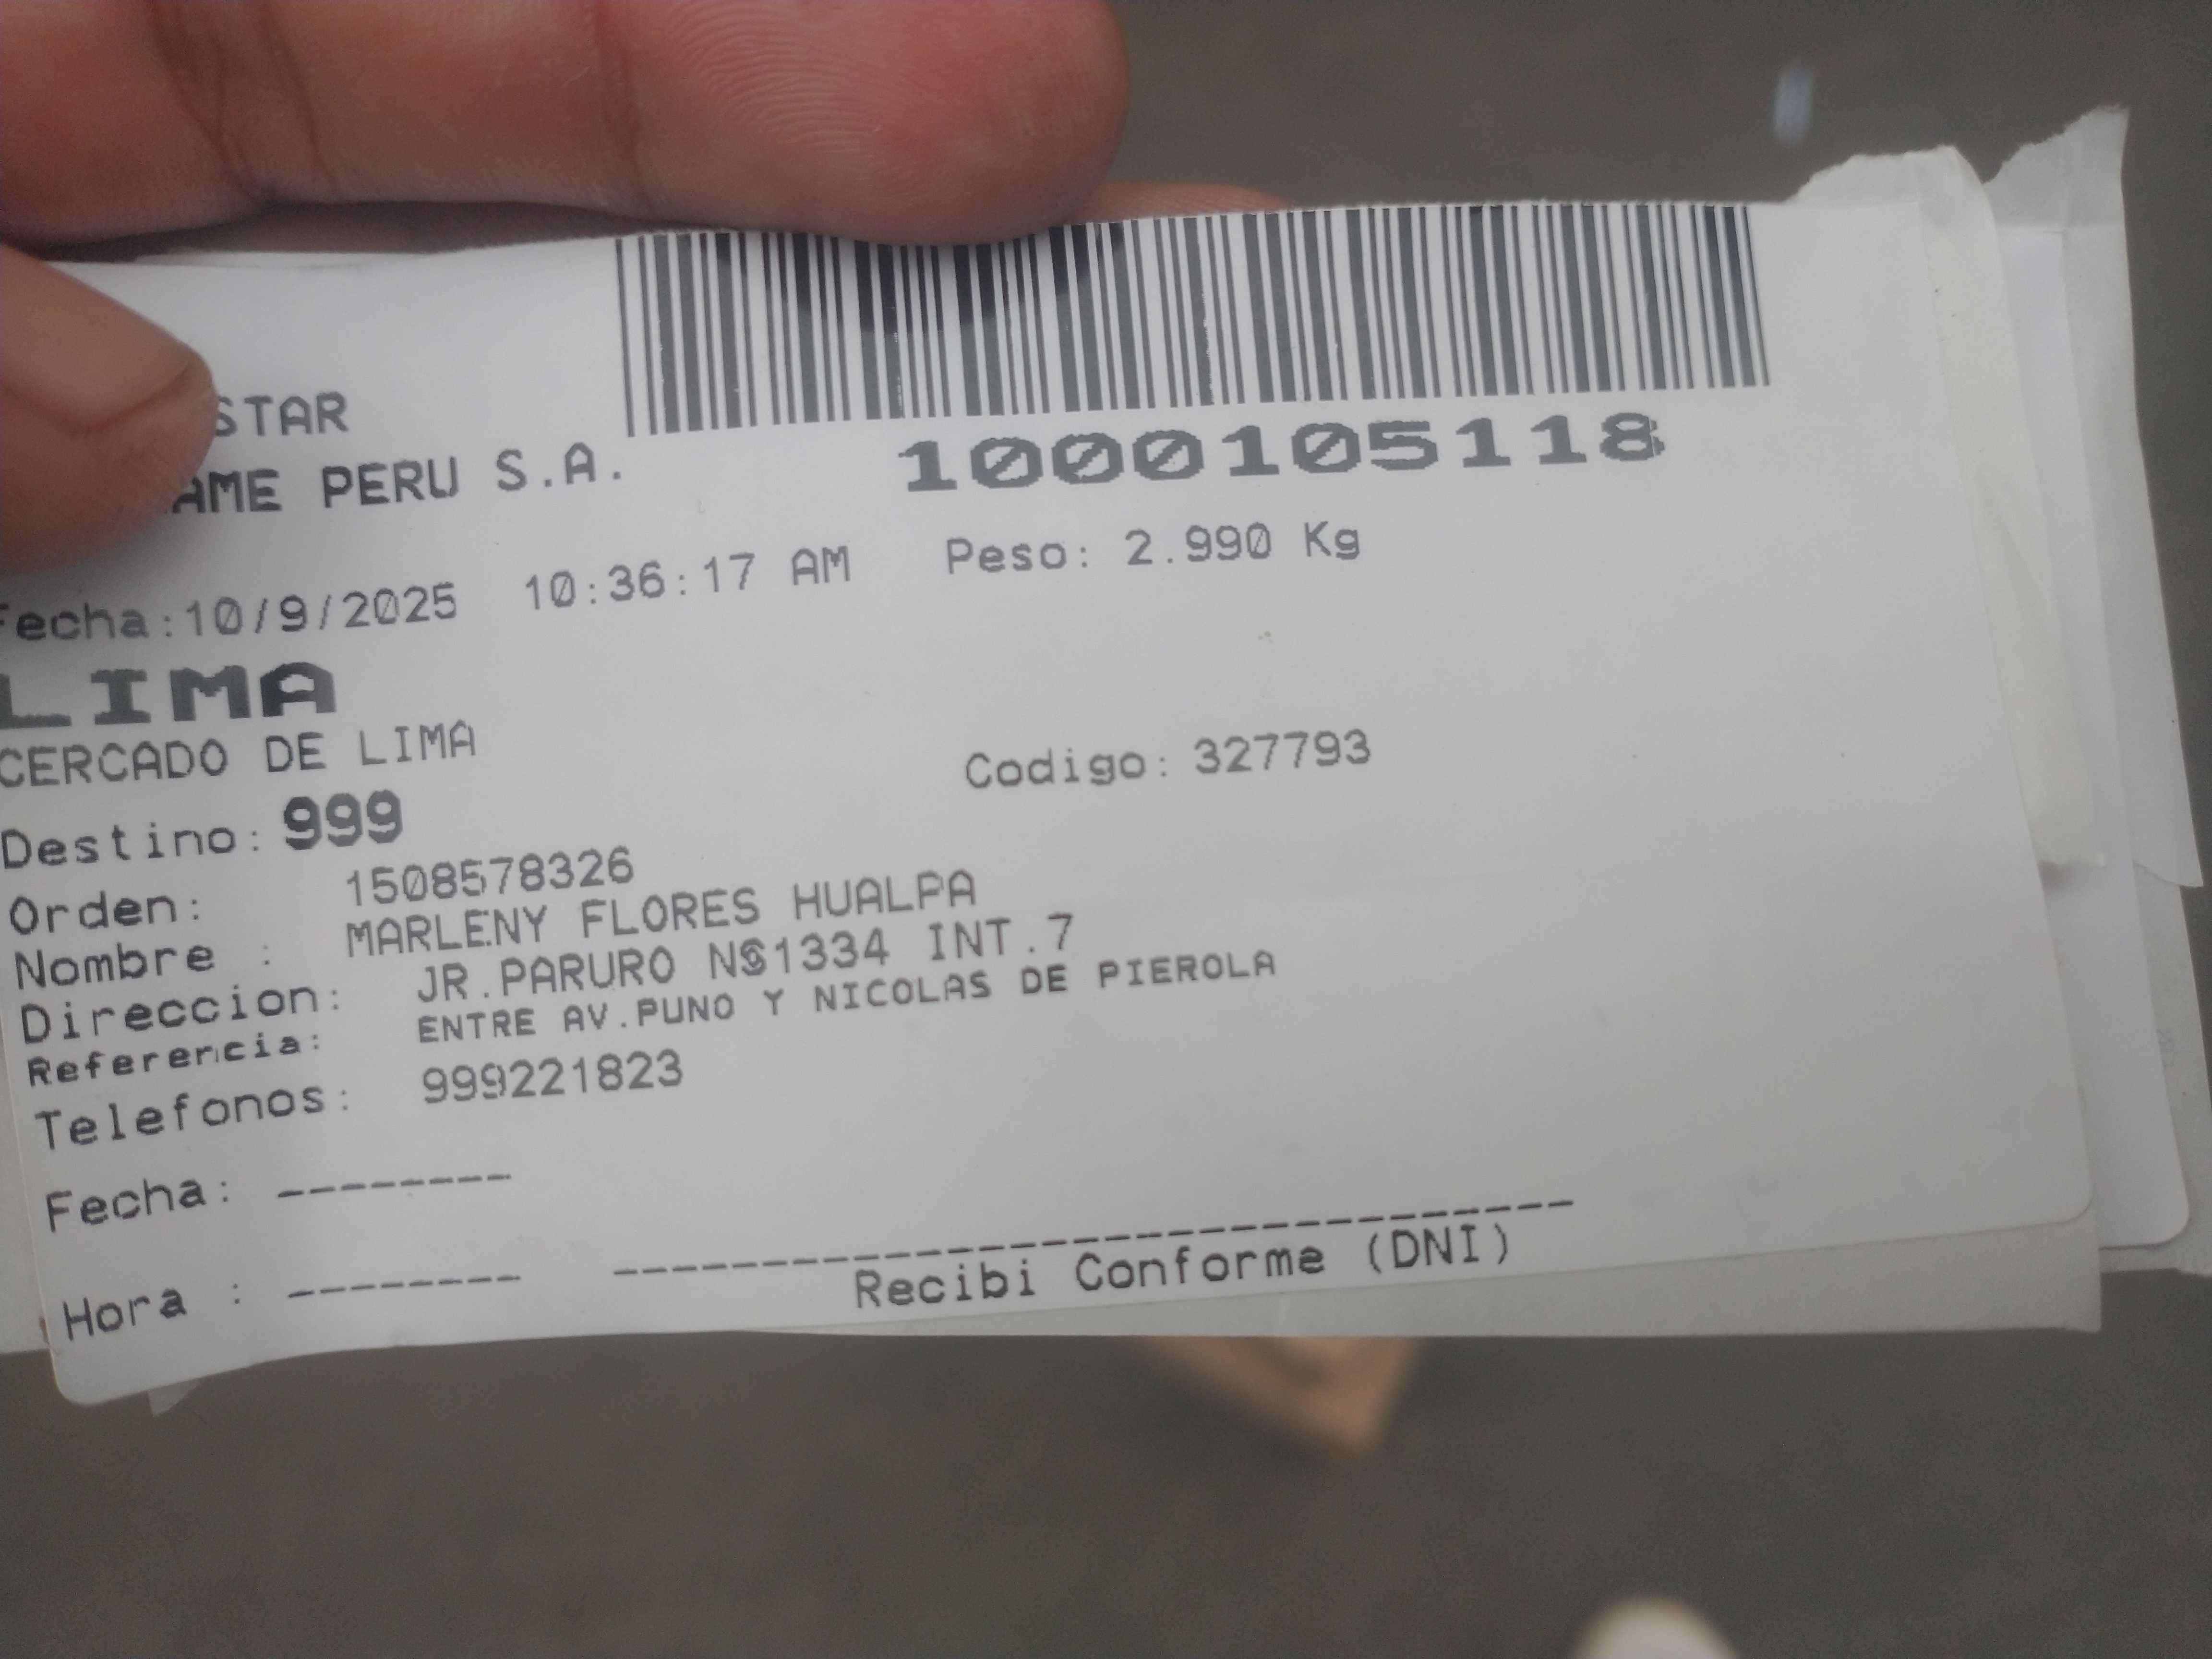 STAR
AME PERU S.A.
1000105118
Fecha:10/9/2025 10:36:17 AM Peso: 2.990 Kg
LIMA
CERCADO DE LIMA
Codigo: 327793
Destino: 999
Orden: 1508578326
Nombre : MARLENY FLORES HUALPA
Direccion: JR.PARURO N§1334 INT.7
Referencia: ENTRE AV.PUNO Y NICOLAS DE PIEROLA
Telefonos: 999221823
Fecha: --------
Hora : --------
Recibi Conforme (DNI)